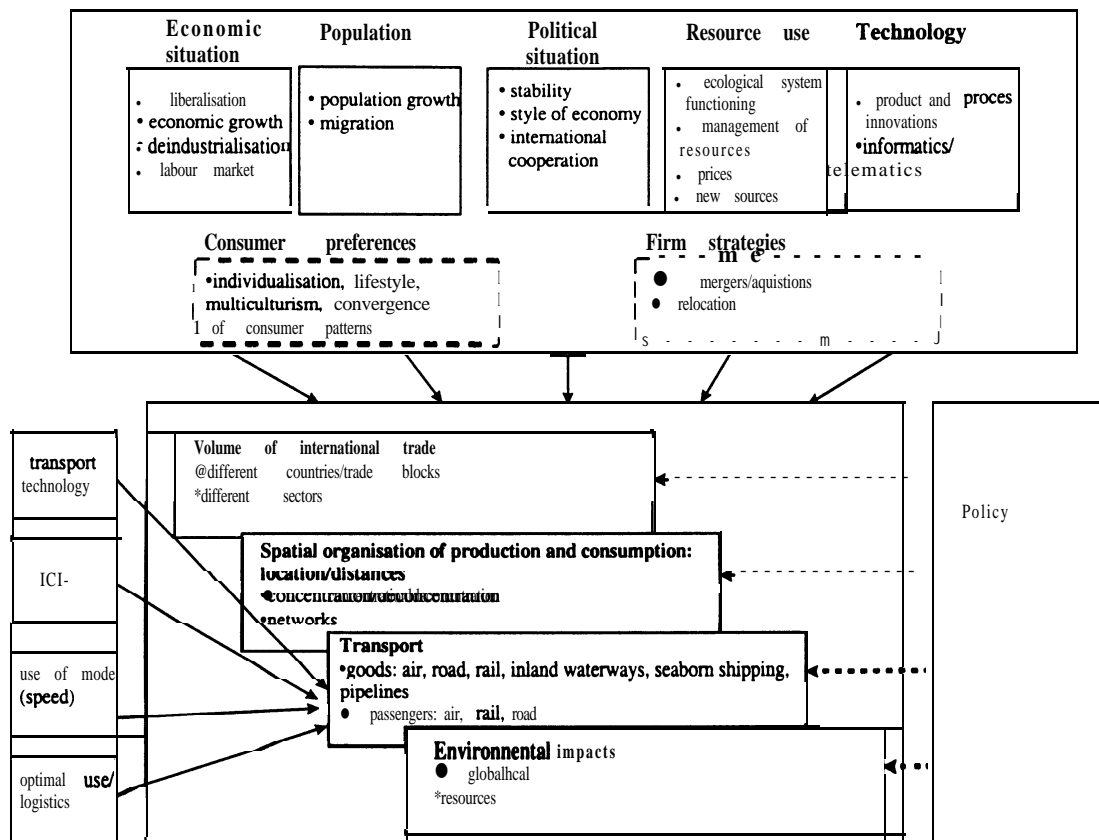 Economic situation
Population
Political situation
Resource use
Technology
• liberalisation
• economic growth
• deindustrialisation
• labour market
• population growth
• migration
• stability
• style of economy
• international
cooperation
• ecological system
functioning
• management of
resources
• prices
• new sources
• product and proces
innovations
•informatics/
telematics
Consumer preferences
•individualisation, lifestyle,
multiculturism, convergence
1 of consumer patterns
Firm strategies
m e
● mergers/aquistions
● relocation
s m
transport
technology
ICI-
use of mode
(speed)
optimal use/
logistics
Volume of international trade
@different countries/trade blocks
*different sectors
Spatial organisation of production and consumption:
location/distances
•networks
Transport
•goods: air, road, rail, inland waterways, seaborn shipping,
pipelines
● passengers: air, rail, road
Environnental impacts
● globalhcal
*resources
Policy